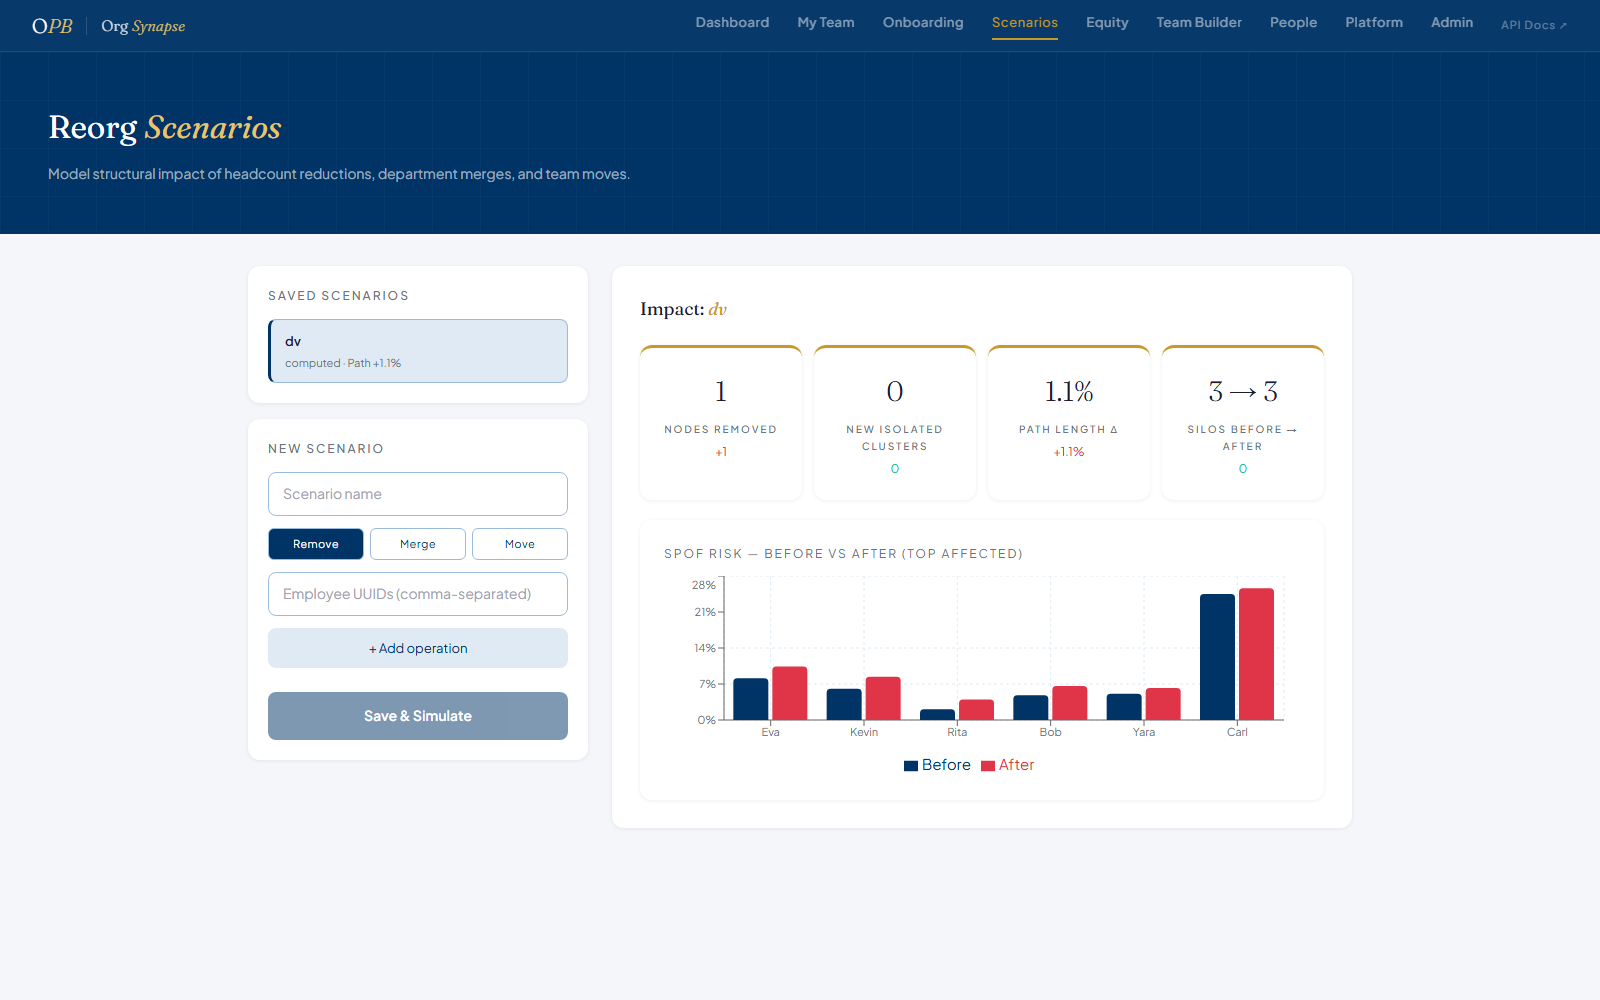 OPB
Org Synapse
Dashboard
My Team
Onboarding
Scenarios
Equity
Team Builder
People
Platform
Admin
API Docs ↗
Reorg Scenarios
Model structural impact of headcount reductions, department merges, and team moves.
SAVED SCENARIOS
dv
computed · Path +1.1%
NEW SCENARIO
Scenario name
Remove
Merge
Move
Employee UUIDs (comma-separated)
+ Add operation
Save & Simulate
Impact: dv
1
NODES REMOVED
+1
0
NEW ISOLATED
CLUSTERS
0
1.1%
PATH LENGTH Δ
+1.1%
3 → 3
SILOS BEFORE →
AFTER
0
SPOF RISK — BEFORE VS AFTER (TOP AFFECTED)
28%
21%
14%
7%
0%
Eva
Kevin
Rita
Bob
Yara
Carl
Before
After